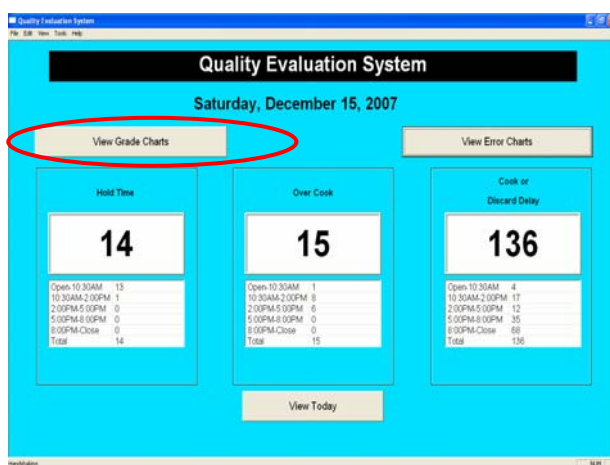 Quality Evaluation System
File Edit View Tools Help
Quality Evaluation System
Saturday, December 15, 2007
View Grade Charts
View Error Charts
Hold Time
14
Open-10:30AM 13
10:30AM-2:00PM 1
2:00PM-5:00PM 0
5:00PM-8:00PM 0
8:00PM-Close 0
Total 14
Over Cook
15
Open-10:30AM 1
10:30AM-2:00PM 8
2:00PM-5:00PM 6
5:00PM-8:00PM 0
8:00PM-Close 0
Total 15
Cook or
Discard Delay
136
Open-10:30AM 4
10:30AM-2:00PM 17
2:00PM-5:00PM 12
5:00PM-8:00PM 35
8:00PM-Close 68
Total 136
View Today